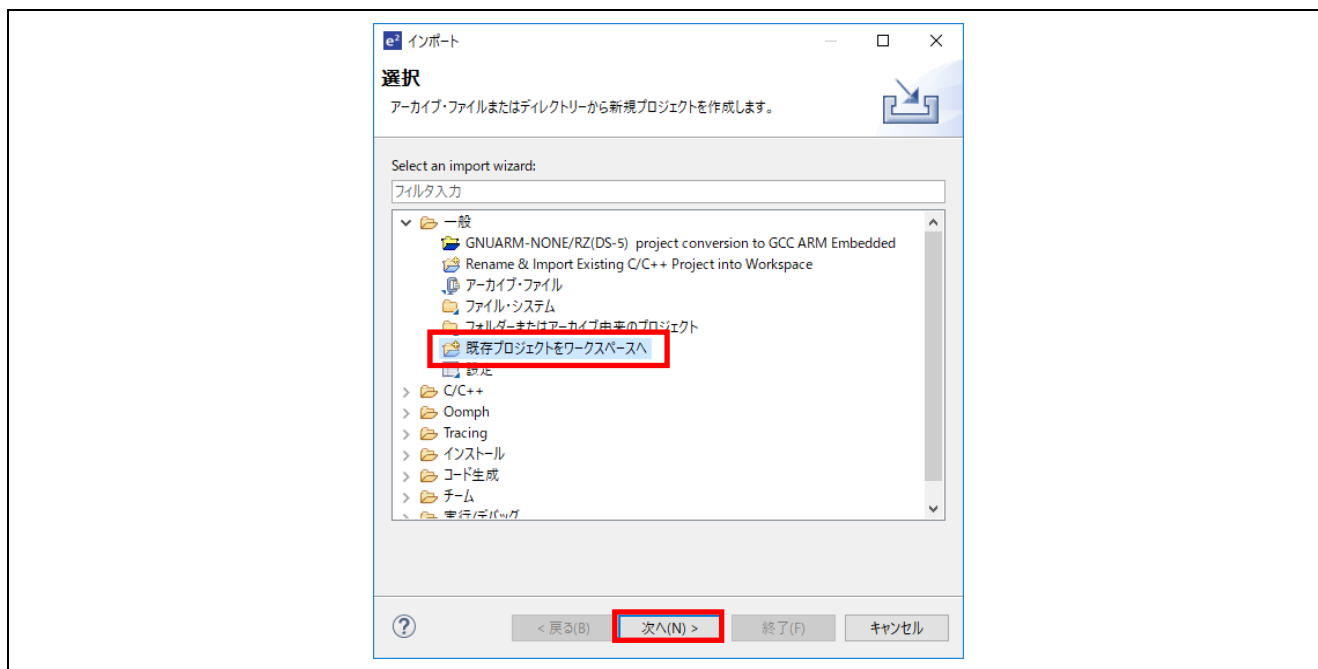 e² インポート
選択
アーカイブ・ファイルまたはディレクトリーから新規プロジェクトを作成します。
Select an import wizard:
フィルタ入力
一般
GNUARM-NONE/RZ(DS-5) project conversion to GCC ARM Embedded
Rename & Import Existing C/C++ Project into Workspace
アーカイブ・ファイル
ファイル・システム
フォルダーまたはアーカイブ由来のプロジェクト
既存プロジェクトをワークスペースへ
設定
C/C++
Oomph
Tracing
インストール
コード生成
チーム
実行/デバッグ
? < 戻る(B) 次へ(N) > 終了(F) キャンセル